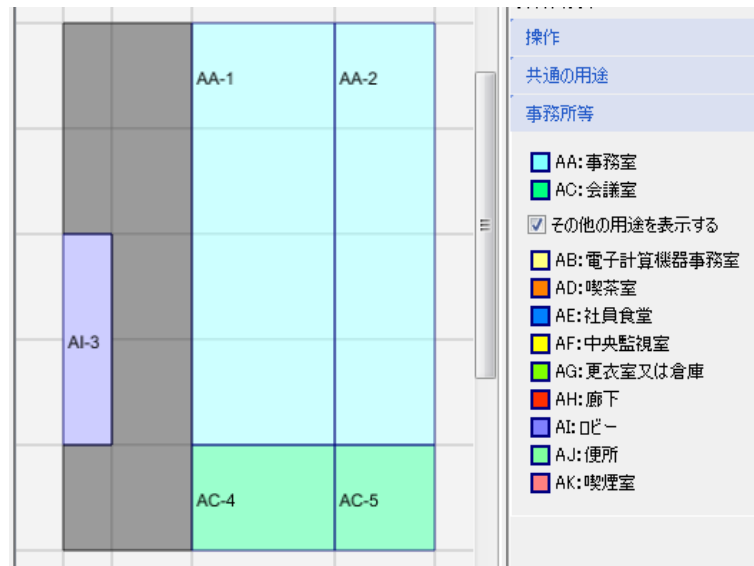 操作
共通の用途
事務所等
AA-1
AA-2
AI-3
AC-4
AC-5
AA:事務室
AC:会議室
その他の用途を表示する
AB:電子計算機器事務室
AD:喫茶室
AE:社員食堂
AF:中央監視室
AG:更衣室又は倉庫
AH:廊下
AI:ロビー
AJ:便所
AK:喫煙室